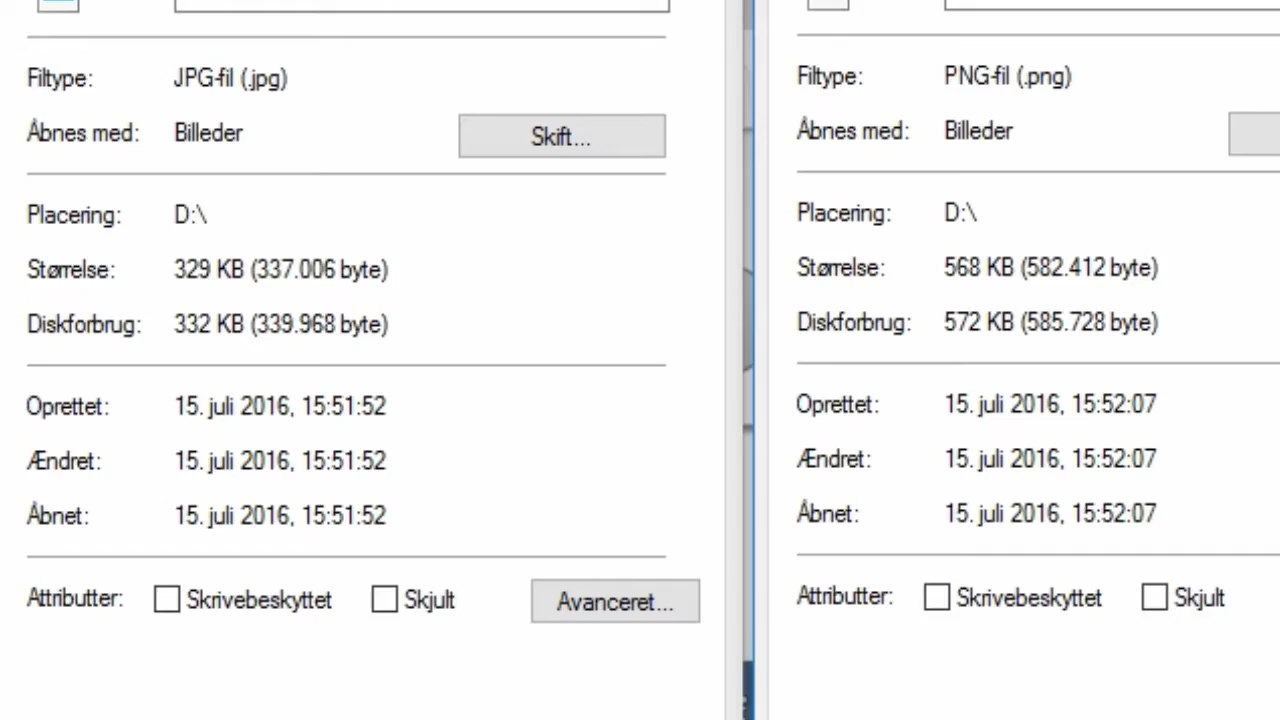 Filtype: JPG-fil (.jpg)
Åbnes med: Billeder Skift...
Placering: D:\
Størrelse: 329 KB (337.006 byte)
Diskforbrug: 332 KB (339.968 byte)
Oprettet: 15. juli 2016, 15:51:52
Ændret: 15. juli 2016, 15:51:52
Åbnet: 15. juli 2016, 15:51:52
Attributter: Skrivebeskyttet Skjult Avanceret...
Filtype: PNG-fil (.png)
Åbnes med: Billeder
Placering: D:\
Størrelse: 568 KB (582.412 byte)
Diskforbrug: 572 KB (585.728 byte)
Oprettet: 15. juli 2016, 15:52:07
Ændret: 15. juli 2016, 15:52:07
Åbnet: 15. juli 2016, 15:52:07
Attributter: Skrivebeskyttet Skjult